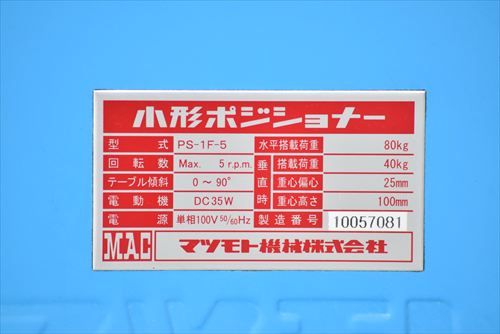 小形ポジショナー
型式 PS-1F-5 水平搭載荷重 80kg
回転数 Max. 5 r.p.m. 垂直時 搭載荷重 40kg
テーブル傾斜 0～90° 重心偏心 25mm
電動機 DC35W 重心高さ 100mm
電源 単相100V 50/60Hz 製造番号 10057081
MAC マツモト機械株式会社